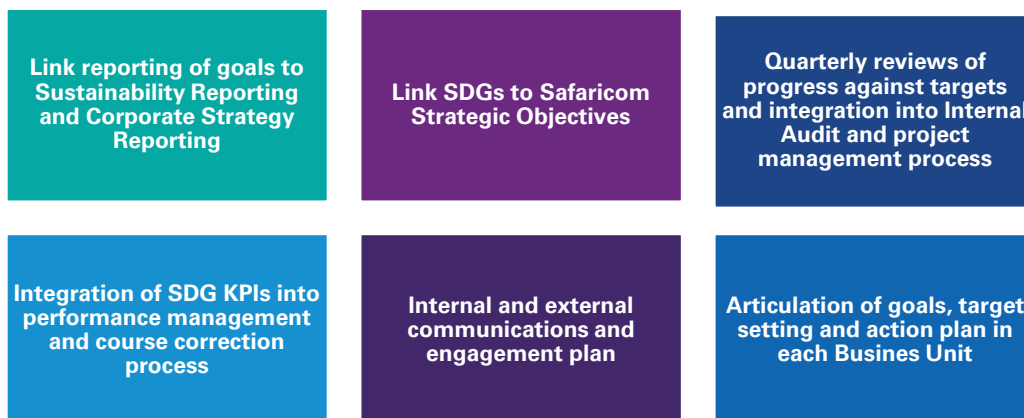 Link reporting of goals to
Sustainability Reporting
and Corporate Strategy
Reporting
Link SDGs to Safaricom
Strategic Objectives
Quarterly reviews of
progress against targets
and integration into Internal
Audit and project
management process
Integration of SDG KPIs into
performance management
and course correction
process
Internal and external
communications and
engagement plan
Articulation of goals, target
setting and action plan in
each Busines Unit